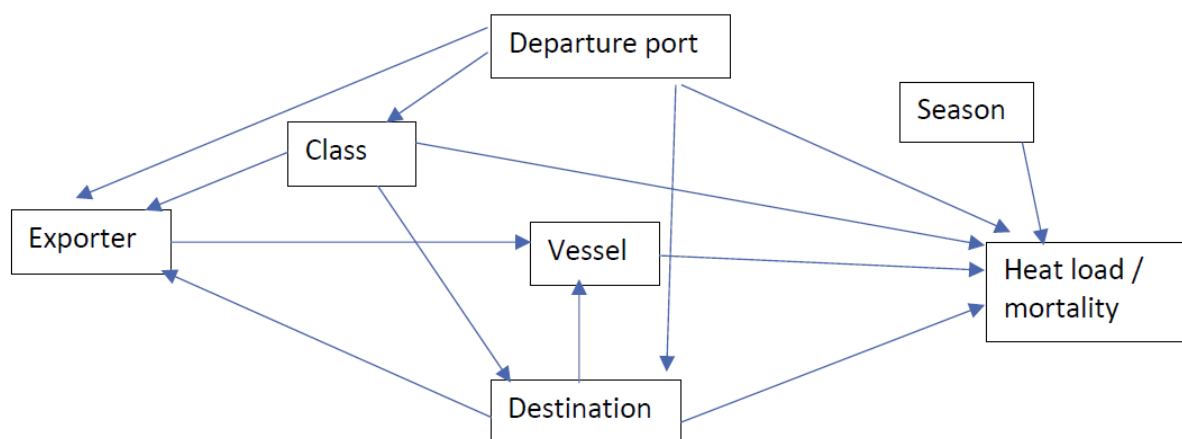 Departure port
Season
Class
Exporter
Vessel
Heat load /
mortality
Destination